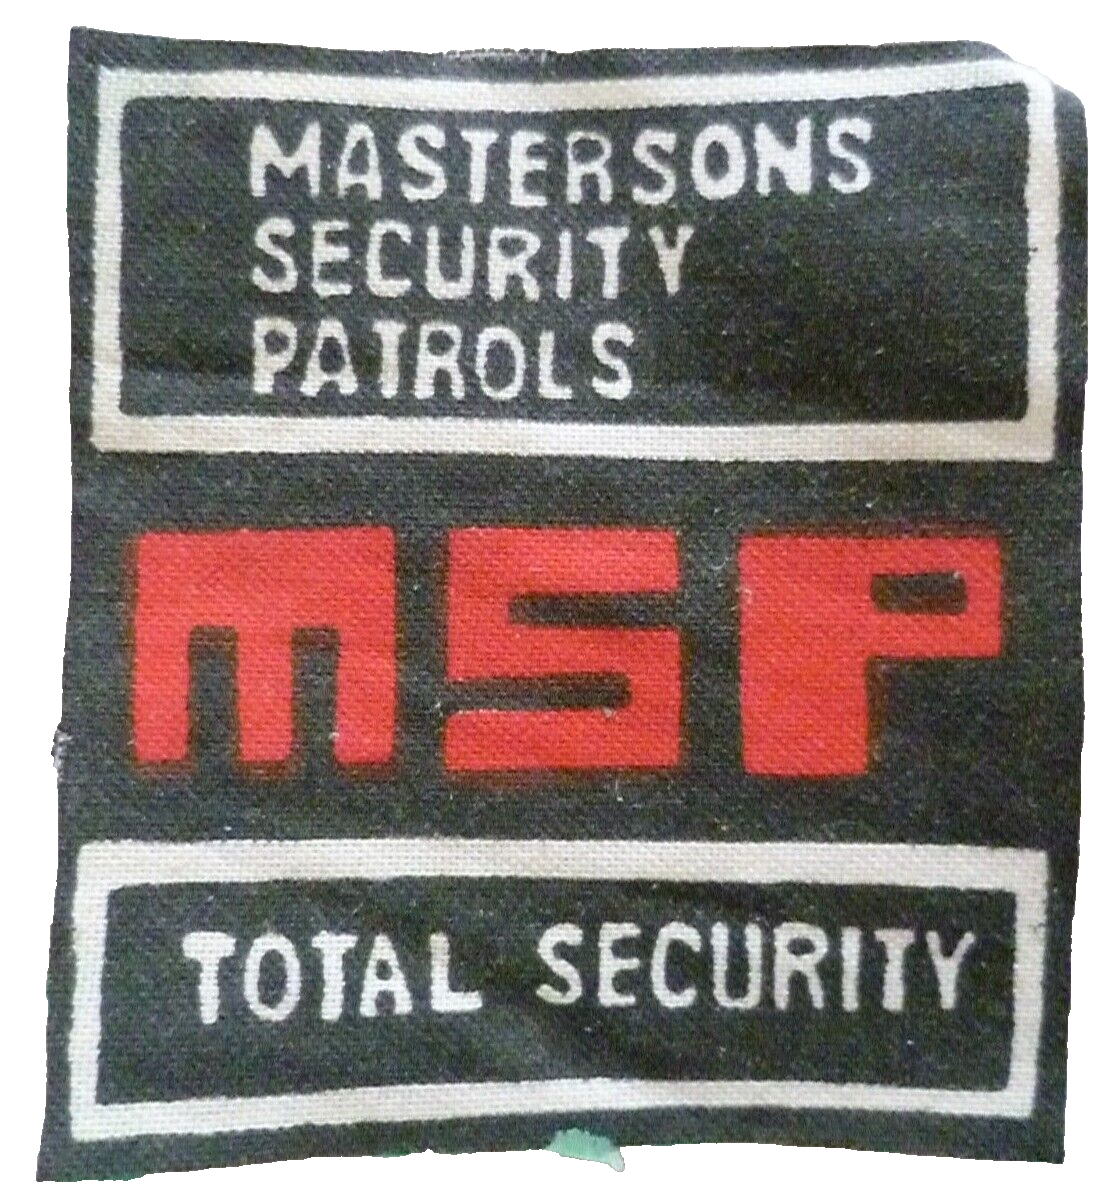 MASTERSONS
SECURITY
PATROLS
MSP
TOTAL SECURITY